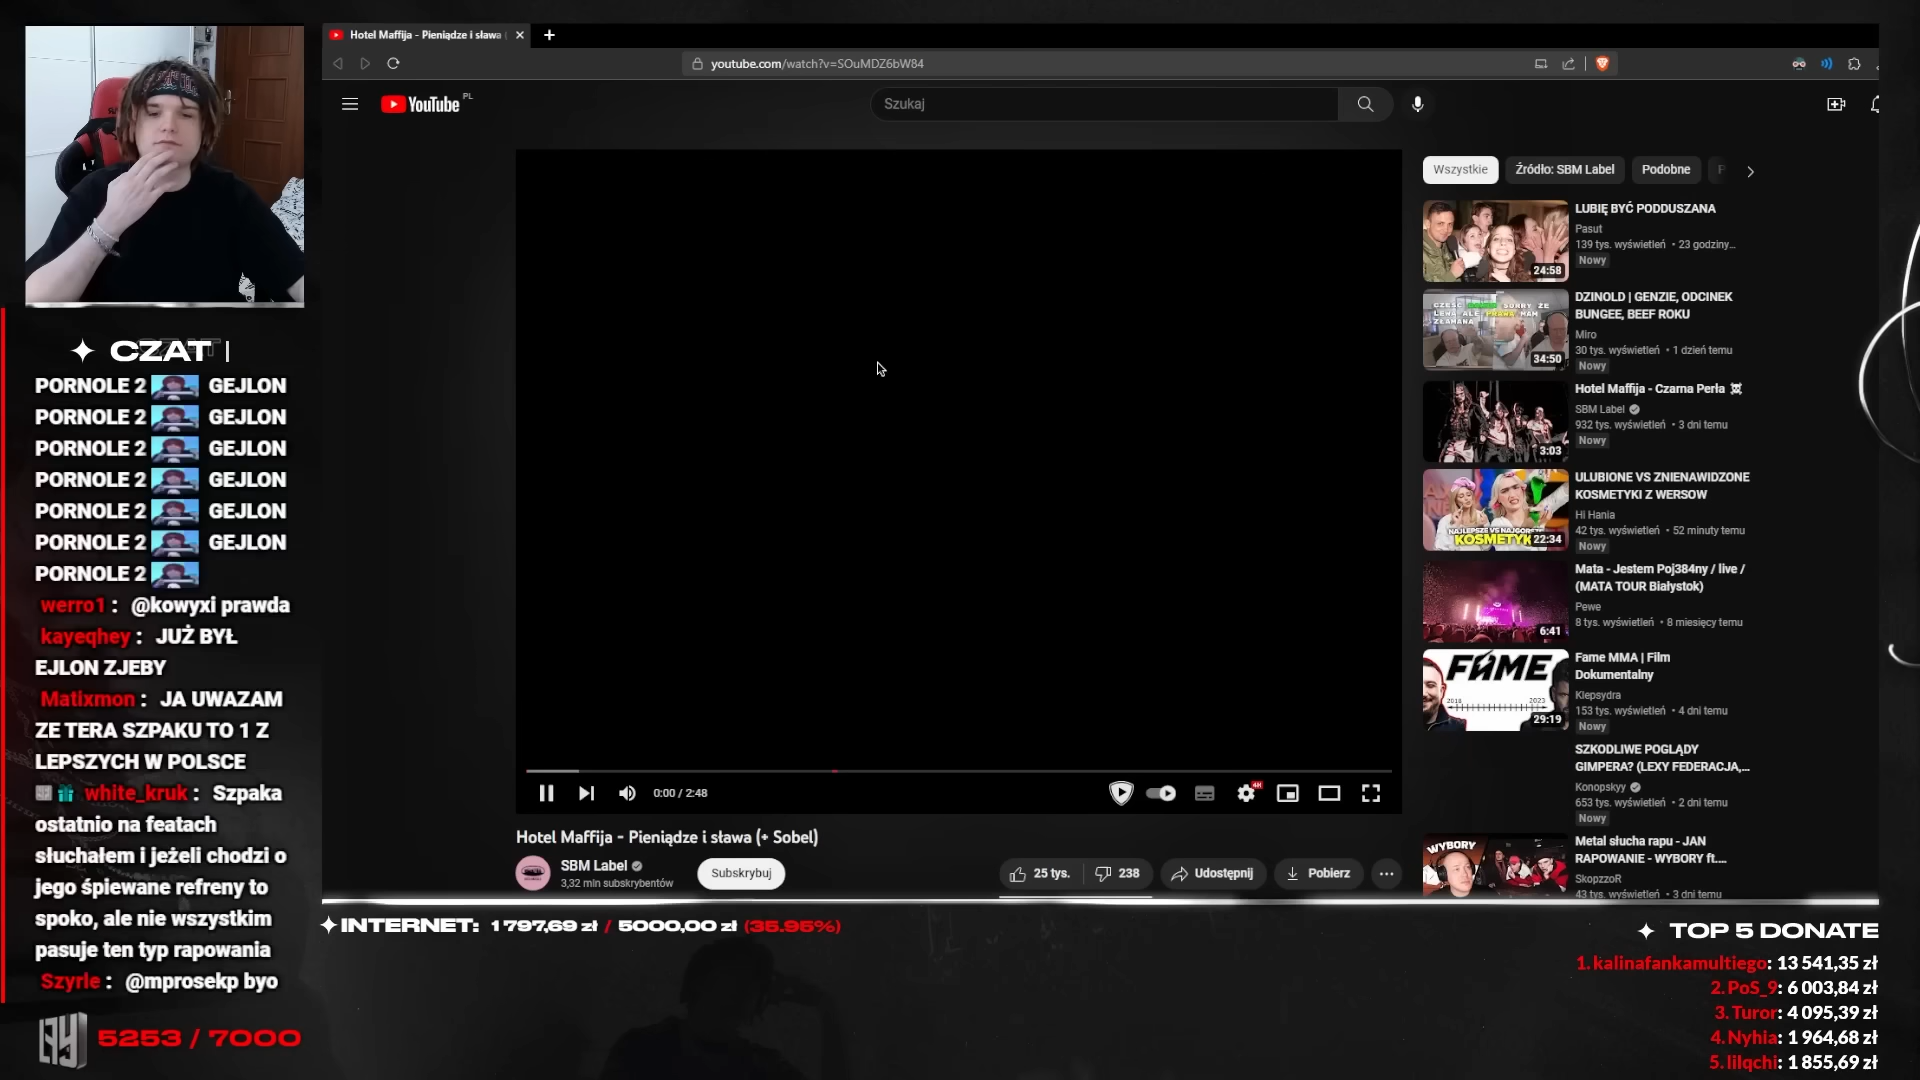 Hotel Maffija - Pieniądze i sława
youtube.com/watch?v=SOuMDZ6bW84
YouTube PL
Szukaj
Wszystkie
Źródło: SBM Label
Podobne
LUBIĘ BYĆ PODDUSZANA
Pasut
139 tys. wyświetleń • 23 godziny...
Nowy
24:58
DZINOLD | GENZIE, ODCINEK
BUNGEE, BEEF ROKU
Miro
30 tys. wyświetleń • 1 dzień temu
Nowy
34:50
Hotel Maffija - Czarna Perła
SBM Label
932 tys. wyświetleń • 3 dni temu
Nowy
3:03
ULUBIONE VS ZNIENAWIDZONE
KOSMETYKI Z WERSOW
Hi Hania
42 tys. wyświetleń • 52 minuty temu
Nowy
22:34
Mata - Jestem Poj384ny / live /
(MATA TOUR Białystok)
Pewe
8 tys. wyświetleń • 8 miesięcy temu
6:41
FAME
2018
2023
Fame MMA | Film
Dokumentalny
Klepsydra
153 tys. wyświetleń • 4 dni temu
Nowy
29:19
SZKODLIWE POGLĄDY
GIMPERA? (LEXY FEDERACJA,...
Konopskyy
653 tys. wyświetleń • 2 dni temu
Nowy
WYBORY
Metal słucha rapu - JAN
RAPOWANIE - WYBORY ft....
SkopzzoR
43 tys. wyświetleń • 3 dni temu
0:00 / 2:48
Hotel Maffija - Pieniądze i sława (+ Sobel)
SBM Label
3,32 mln subskrybentów
Subskrybuj
25 tys.
238
Udostępnij
Pobierz
CZAT
PORNOLE 2 GEJLON
PORNOLE 2 GEJLON
PORNOLE 2 GEJLON
PORNOLE 2 GEJLON
PORNOLE 2 GEJLON
PORNOLE 2 GEJLON
PORNOLE 2
werro1 : @kowyxi prawda
kayeqhey : JUŻ BYŁ
EJLON ZJEBY
Matixmon : JA UWAZAM
ZE TERA SZPAKU TO 1 Z
LEPSZYCH W POLSCE
white_kruk : Szpaka
ostatnio na featach
słuchałem i jeżeli chodzi o
jego śpiewane refreny to
spoko, ale nie wszystkim
pasuje ten typ rapowania
Szyrle : @mprosekp byo
5253 / 7000
INTERNET: 1 797,69 zł / 5000,00 zł (35.95%)
TOP 5 DONATE
1. kalinafankamultiego: 13 541,35 zł
2. PoS_9: 6 003,84 zł
3. Turor: 4 095,39 zł
4. Nyhia: 1 964,68 zł
5. lilqchi: 1 855,69 zł